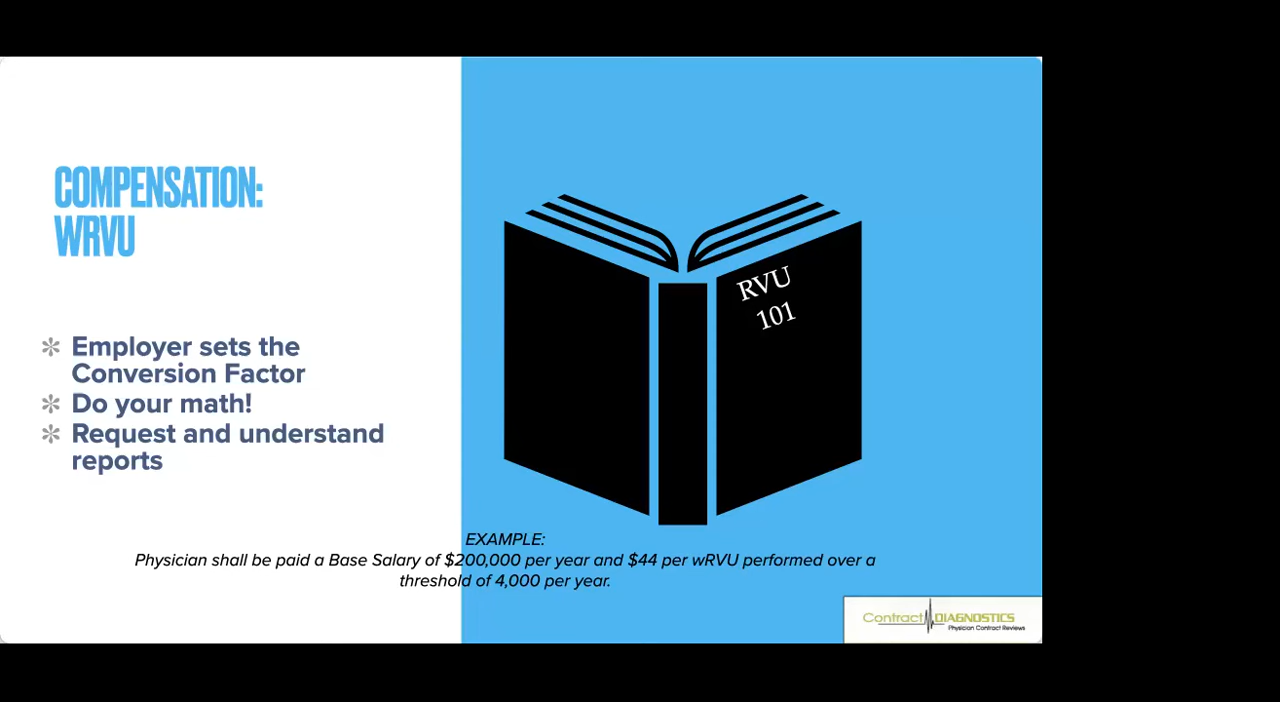 COMPENSATION:
WRVU
RVU
101
✼ Employer sets the
Conversion Factor
✼ Do your math!
✼ Request and understand
reports
EXAMPLE:
Physician shall be paid a Base Salary of $200,000 per year and $44 per wRVU performed over a
threshold of 4,000 per year.
Contract DIAGNOSTICS
Physician Contract Reviews